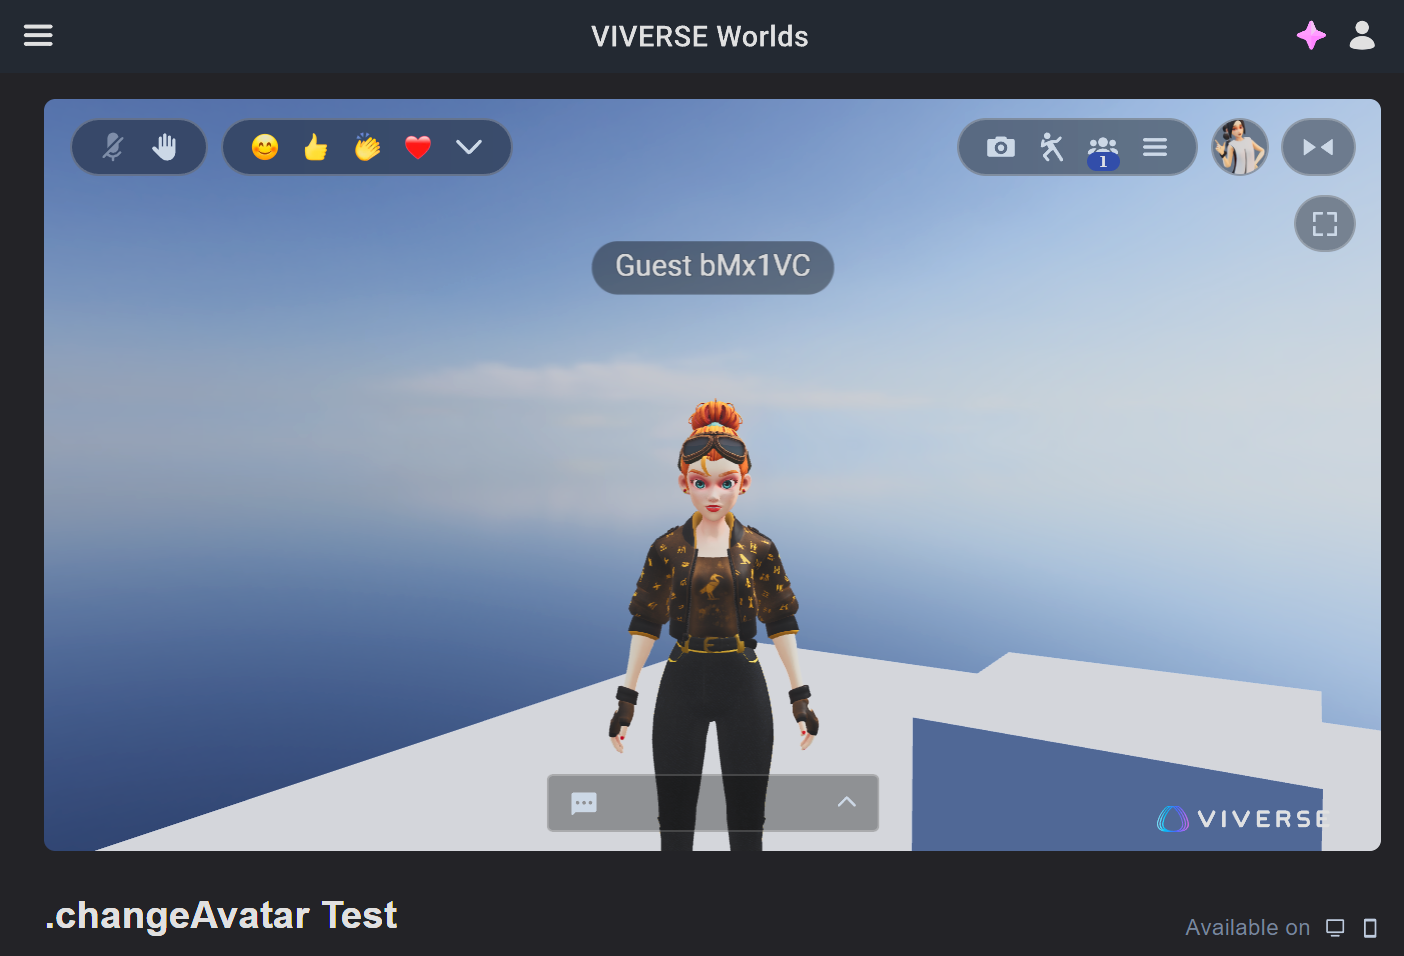 VIVERSE Worlds
1
Guest bMx1VC
VIVERSE
.changeAvatar Test
Available on